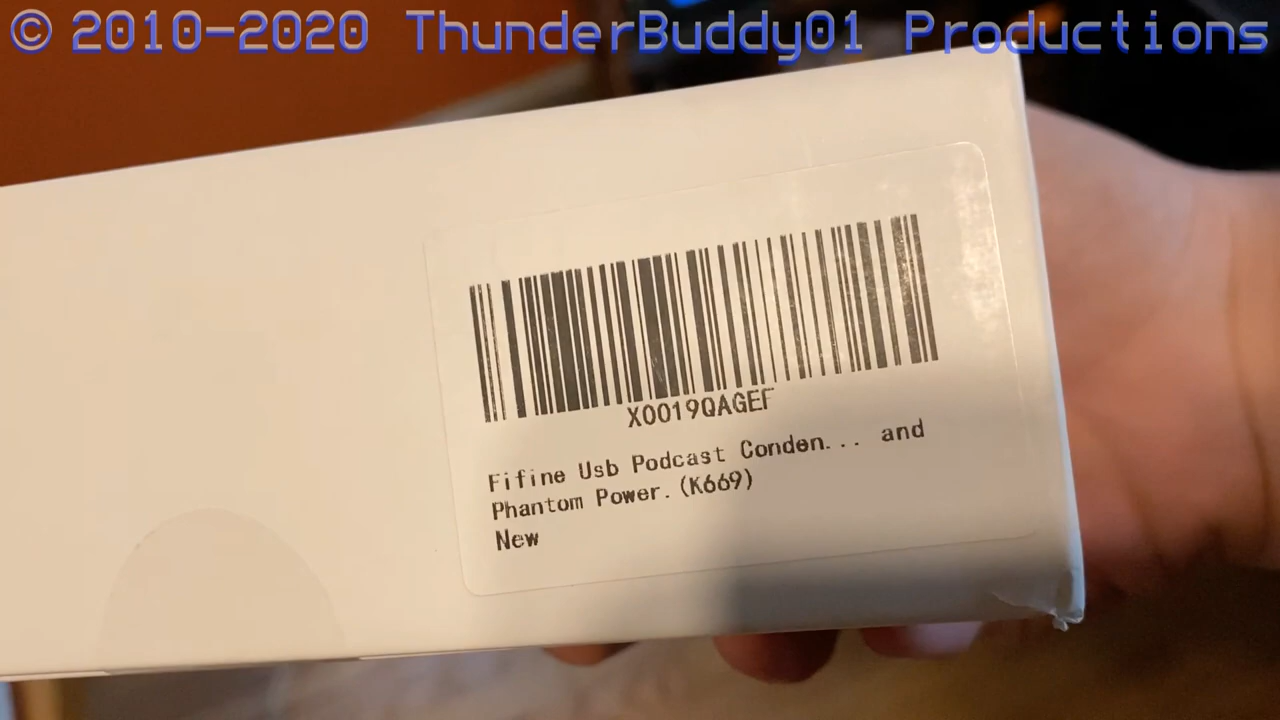 © 2010-2020 ThunderBuddy01 Productions
X0019QAGEF
Fifine Usb Podcast Conden... and
Phantom Power.(K669)
New